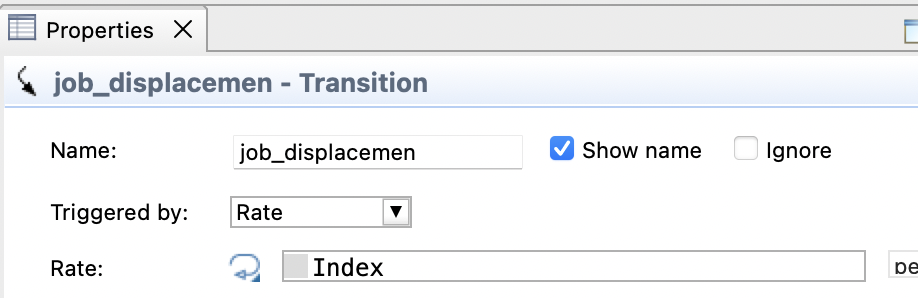 Properties
job_displacemen - Transition
Name: job_displacemen Show name Ignore
Triggered by: Rate
Rate: Index